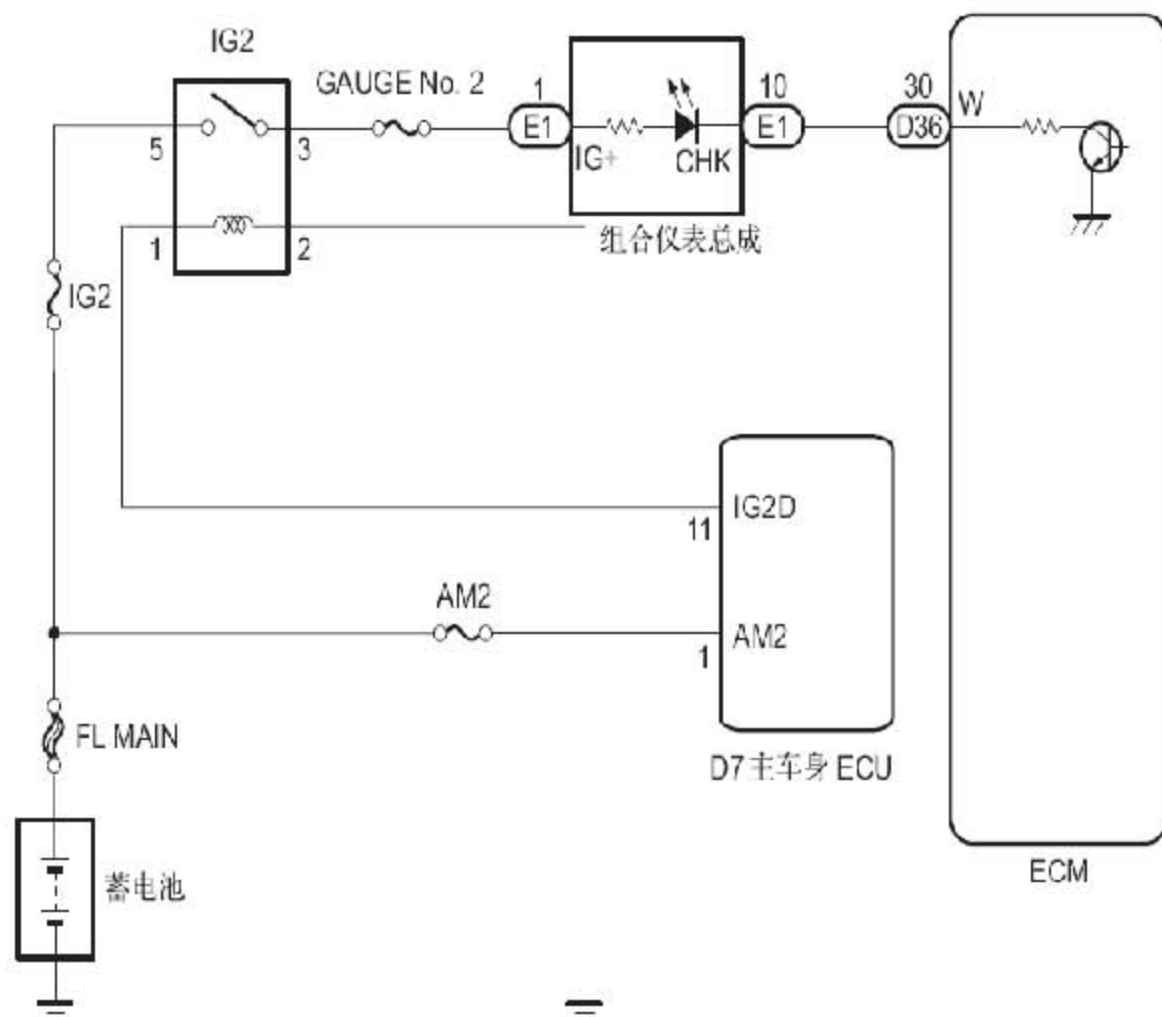 IG2
GAUGE No. 2
1
10
30
E1
E1
D36
W
5
3
IG+
CHK
1
2
组合仪表总成
IG2
IG2D
11
AM2
AM2
1
FL MAIN
D7 主车身 ECU
ECM
蓄电池